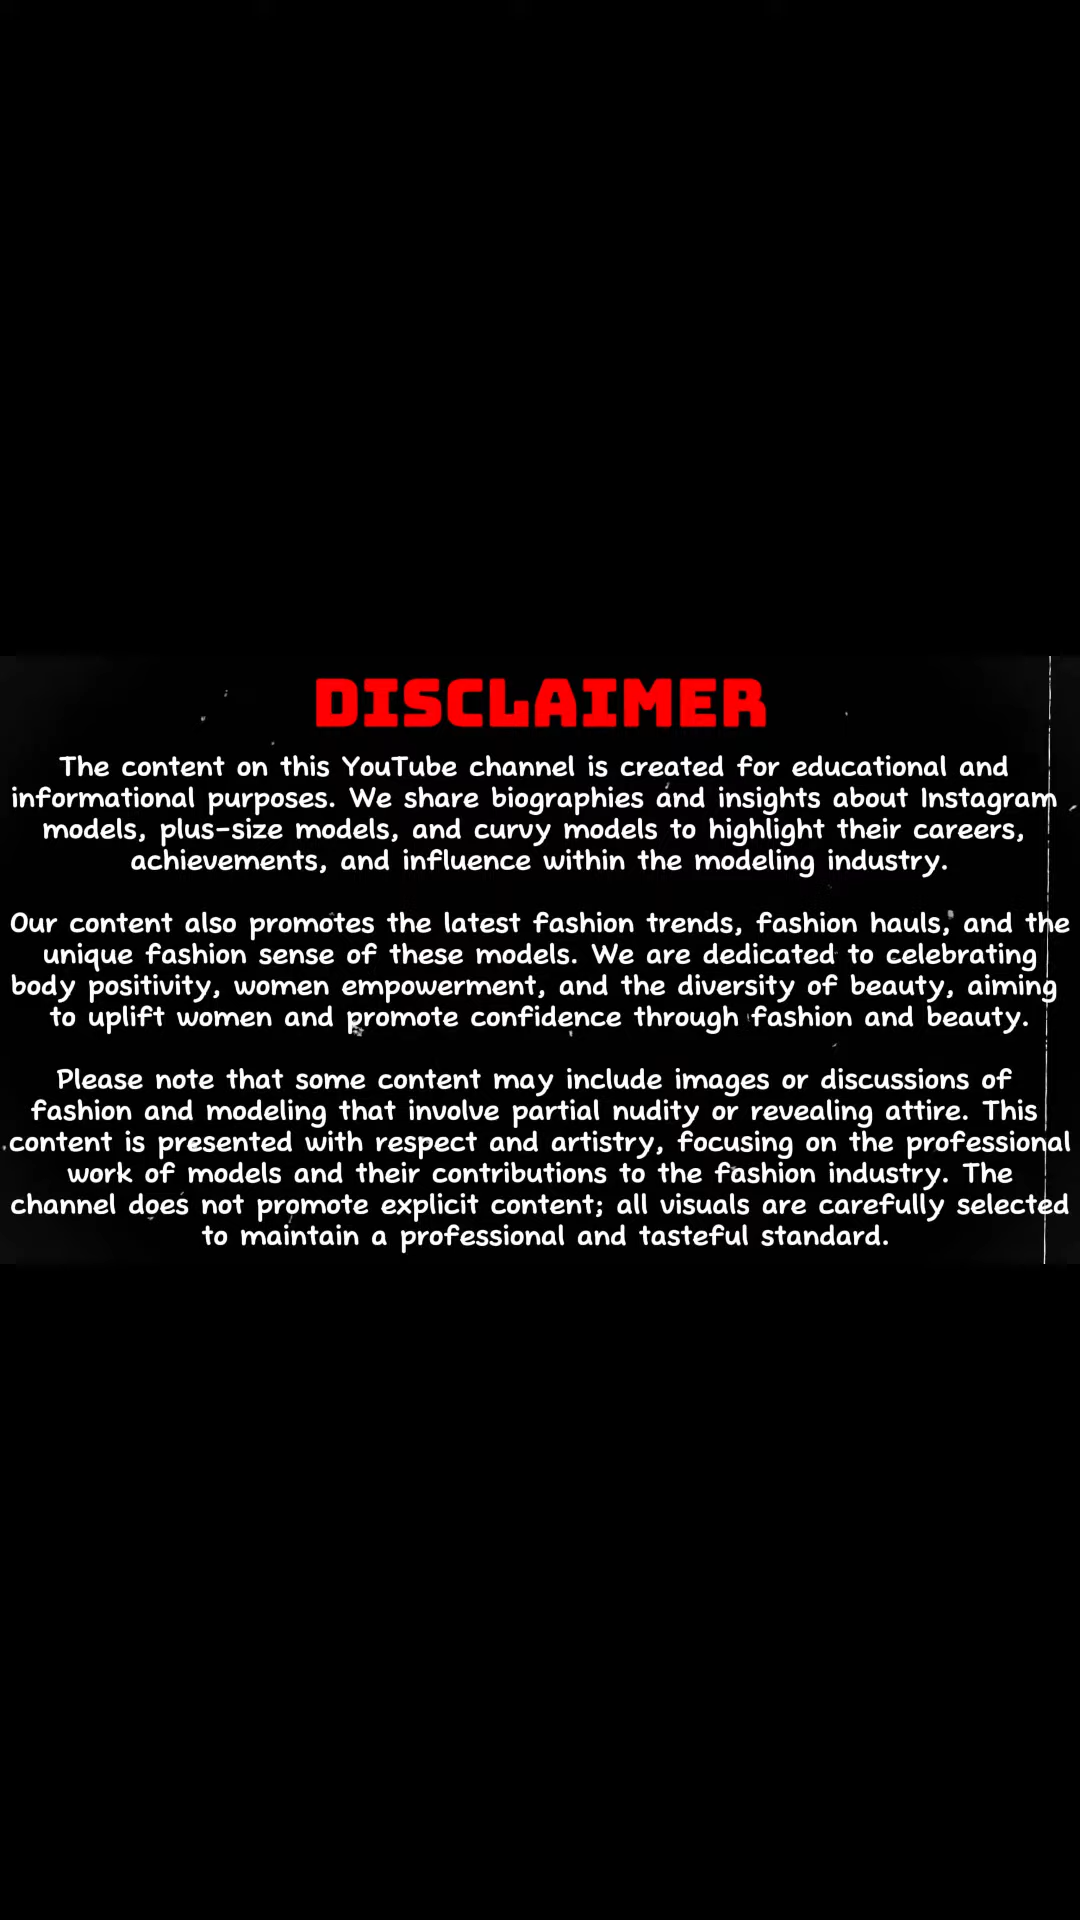 DISCLAIMER
The content on this YouTube channel is created for educational and
informational purposes. We share biographies and insights about Instagram
models, plus-size models, and curvy models to highlight their careers,
achievements, and influence within the modeling industry.
Our content also promotes the latest fashion trends, fashion hauls, and the
unique fashion sense of these models. We are dedicated to celebrating
body positivity, women empowerment, and the diversity of beauty, aiming
to uplift women and promote confidence through fashion and beauty.
Please note that some content may include images or discussions of
fashion and modeling that involve partial nudity or revealing attire. This
content is presented with respect and artistry, focusing on the professional
work of models and their contributions to the fashion industry. The
channel does not promote explicit content; all visuals are carefully selected
to maintain a professional and tasteful standard.